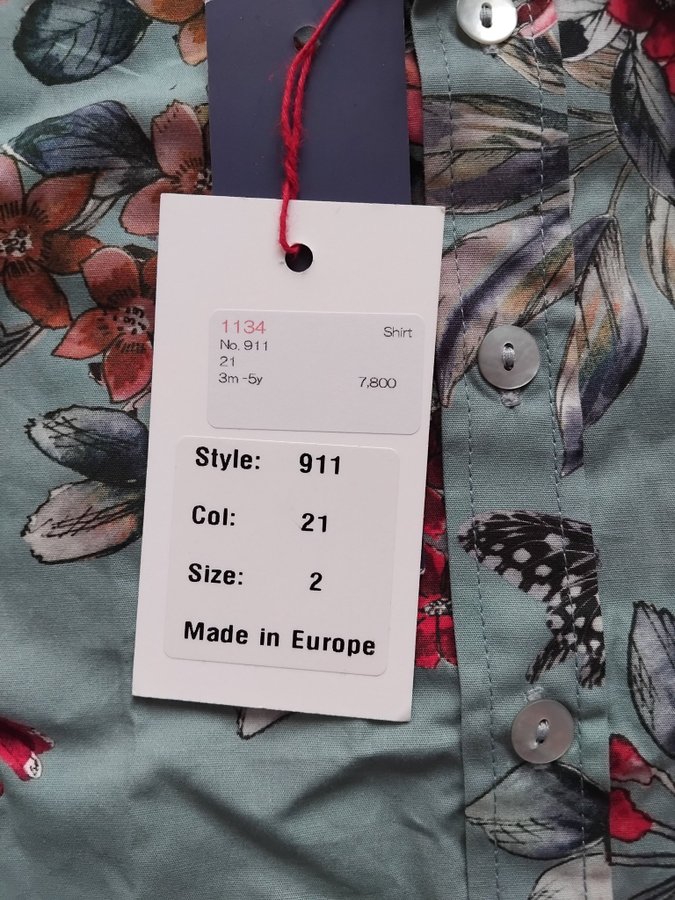 1134 Shirt
No. 911
21
3m -5y 7,800
Style: 911
Col: 21
Size: 2
Made in Europe